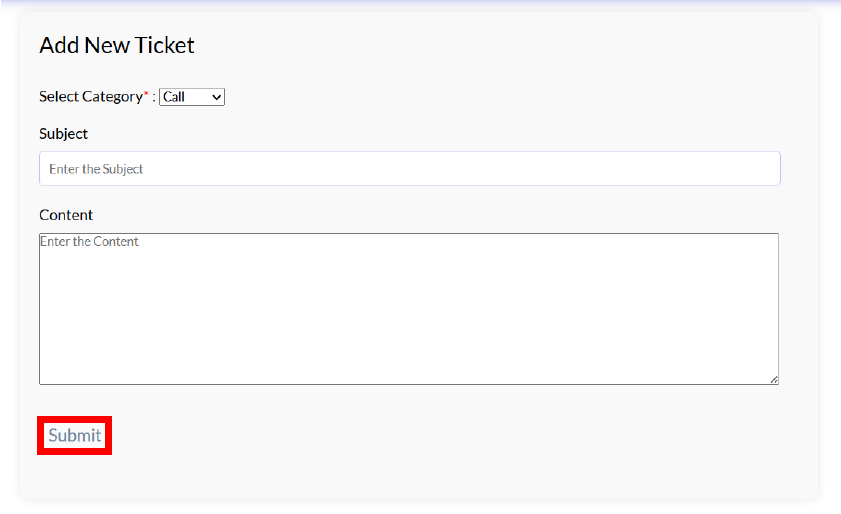 Add New Ticket
Select Category* : Call
Subject
Enter the Subject
Content
Enter the Content
Submit